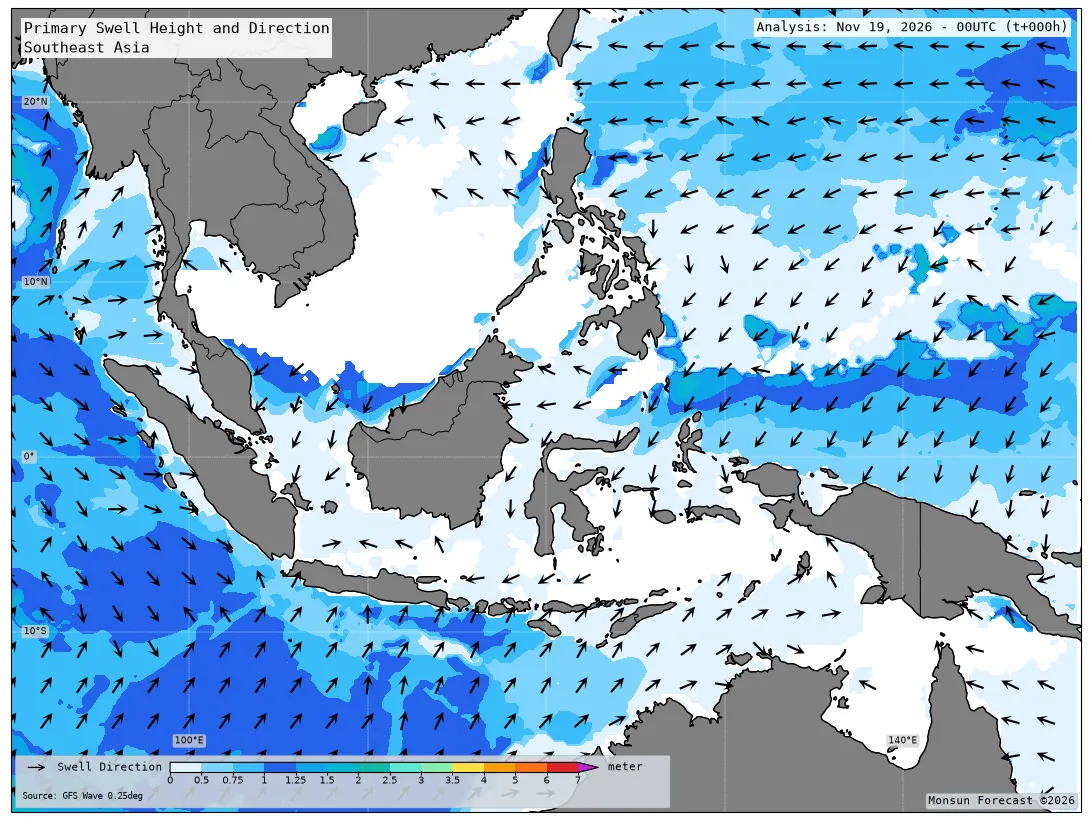 Primary Swell Height and Direction
Southeast Asia
Analysis: Nov 19, 2026 - 00UTC (t+000h)
20°N
10°N
0°
10°S
100°E
140°E
Swell Direction
0 0.5 0.75 1 1.25 1.5 2 2.5 3 3.5 4 5 6 7
meter
Source: GFS Wave 0.25deg
Monsun Forecast ©2026